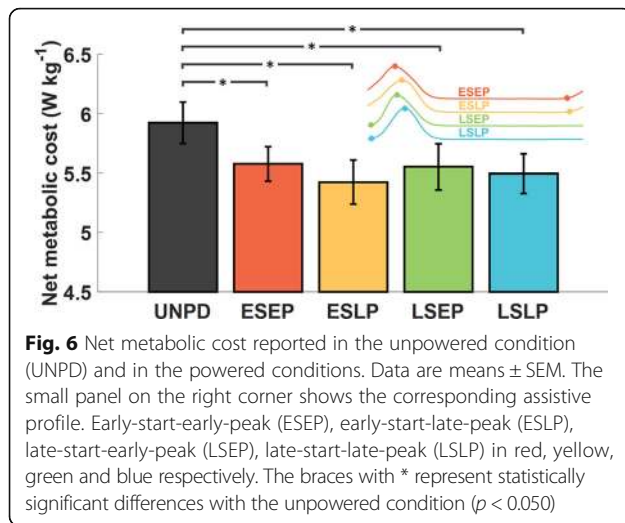 *
*
*
*
Net metabolic cost (W kg⁻¹)
6
5.5
5
4.5
ESEP
ESLP
LSEP
LSLP
UNPD ESEP ESLP LSEP LSLP
Fig. 6 Net metabolic cost reported in the unpowered condition
(UNPD) and in the powered conditions. Data are means ± SEM. The
small panel on the right corner shows the corresponding assistive
profile. Early-start-early-peak (ESEP), early-start-late-peak (ESLP),
late-start-early-peak (LSEP), late-start-late-peak (LSLP) in red, yellow,
green and blue respectively. The braces with * represent statistically
significant differences with the unpowered condition (p < 0.050)